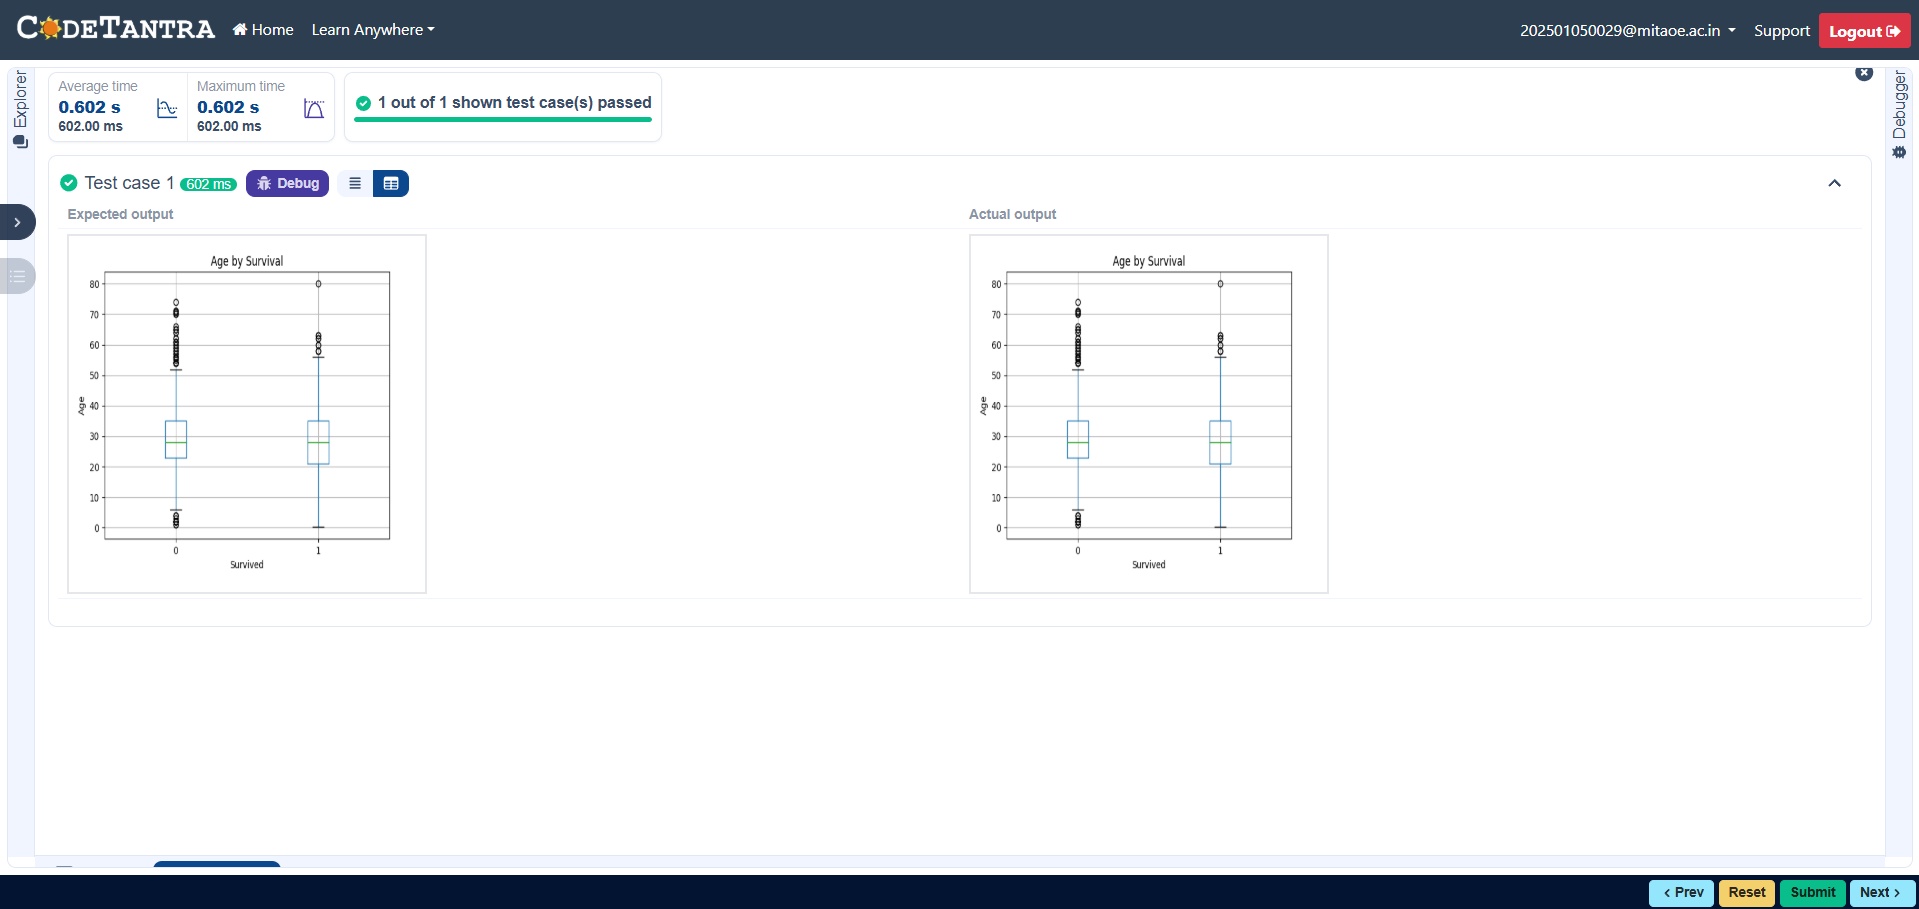 CODETANTRA Home Learn Anywhere 202501050029@mitaoe.ac.in Support Logout
Explorer
Debugger
Average time
0.602 s
602.00 ms
Maximum time
0.602 s
602.00 ms
1 out of 1 shown test case(s) passed
Test case 1 602 ms Debug
Expected output
Age by Survival
80
70
60
50
40
30
20
10
0
Age
0 1
Survived
Actual output
Age by Survival
80
70
60
50
40
30
20
10
0
Age
0 1
Survived
Prev Reset Submit Next